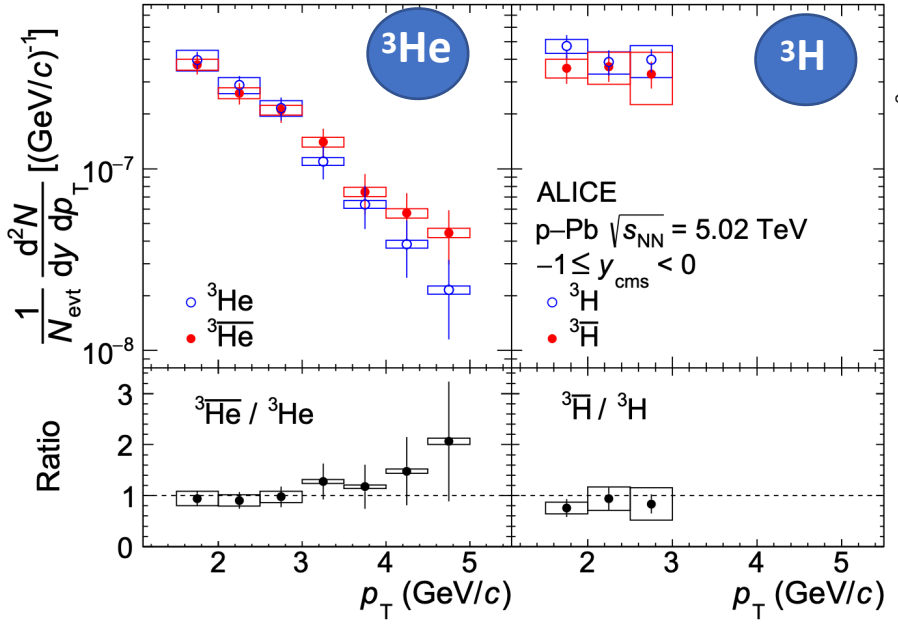 ³He
³H
1/N_evt d²N/dy dp_T [(GeV/c)⁻¹]
10⁻⁷
10⁻⁸
³He
³H̅e̅
ALICE
p–Pb √s_NN = 5.02 TeV
–1≤ y_cms < 0
³H
³H̅
Ratio
3
2
1
0
³H̅e̅ / ³He
³H̅ / ³H
2 3 4 5
2 3 4 5
p_T (GeV/c)
p_T (GeV/c)